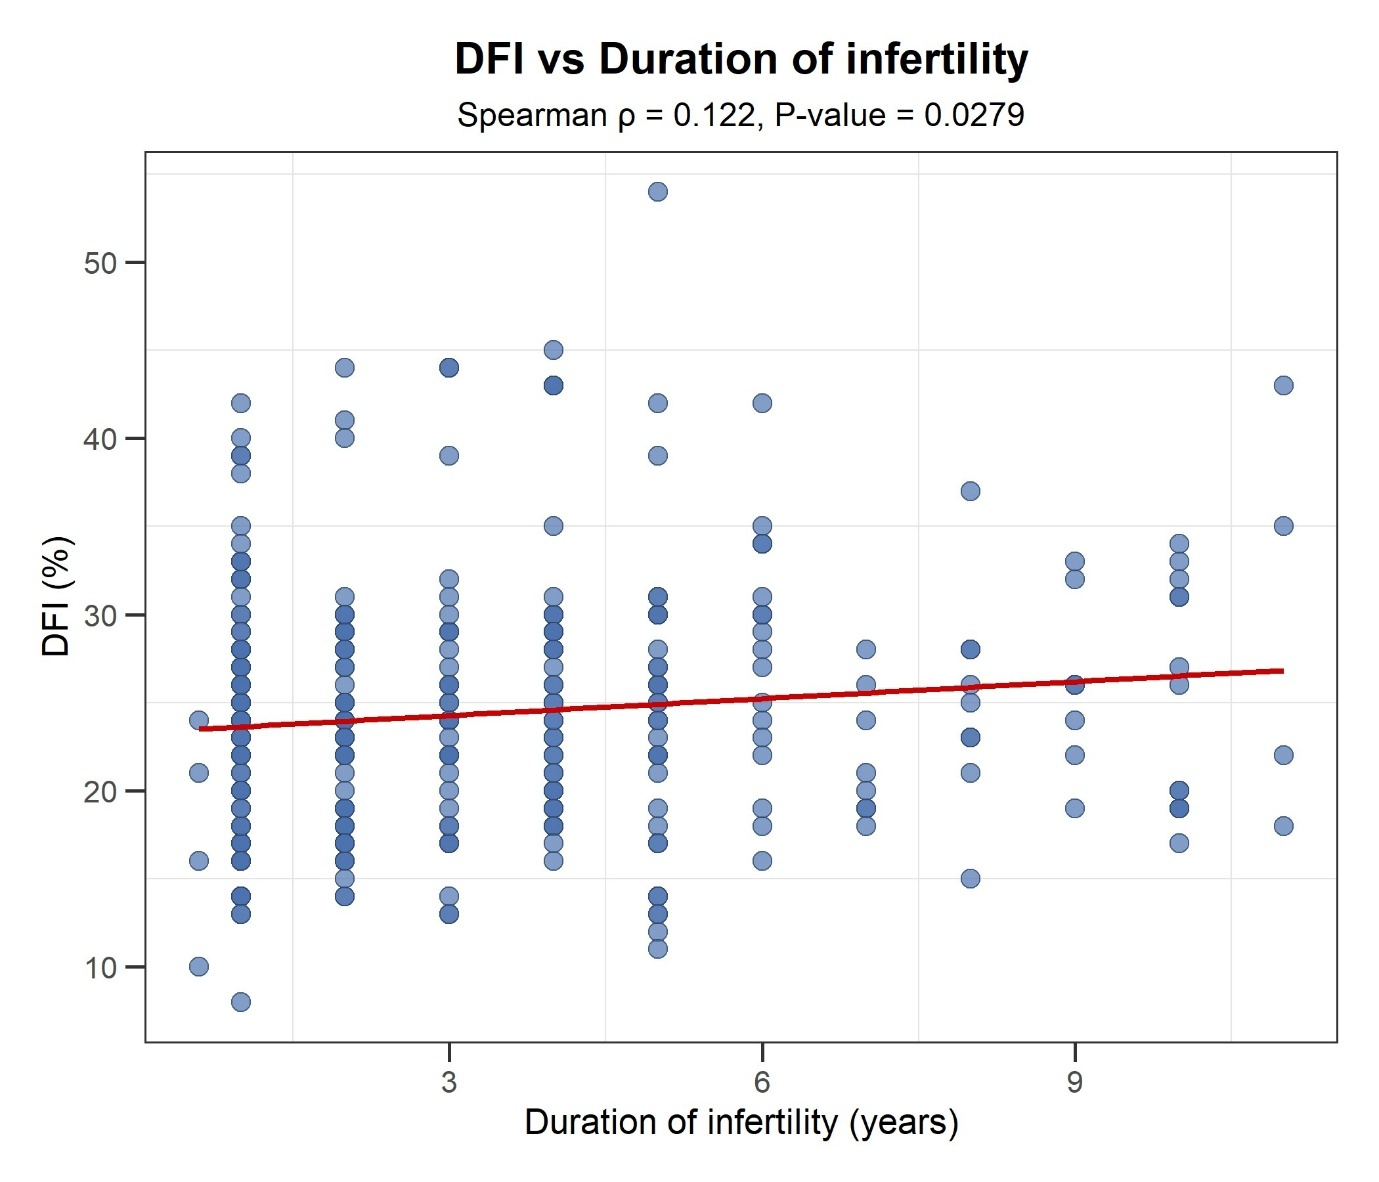 DFI vs Duration of infertility
Spearman ρ = 0.122, P-value = 0.0279
50
40
30
20
10
DFI (%)
3 6 9
Duration of infertility (years)